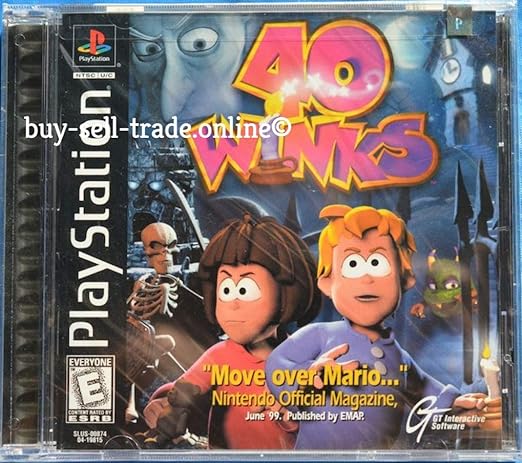 PlayStation
NTSC U/C
PlayStation
40
WINKS
buy-sell-trade.online©
"Move over Mario..."
Nintendo Official Magazine,
June '99. Published by EMAP.
EVERYONE
E
CONTENT RATED BY
ESRB
SLUS-00874
04-19815
GT Interactive
Software